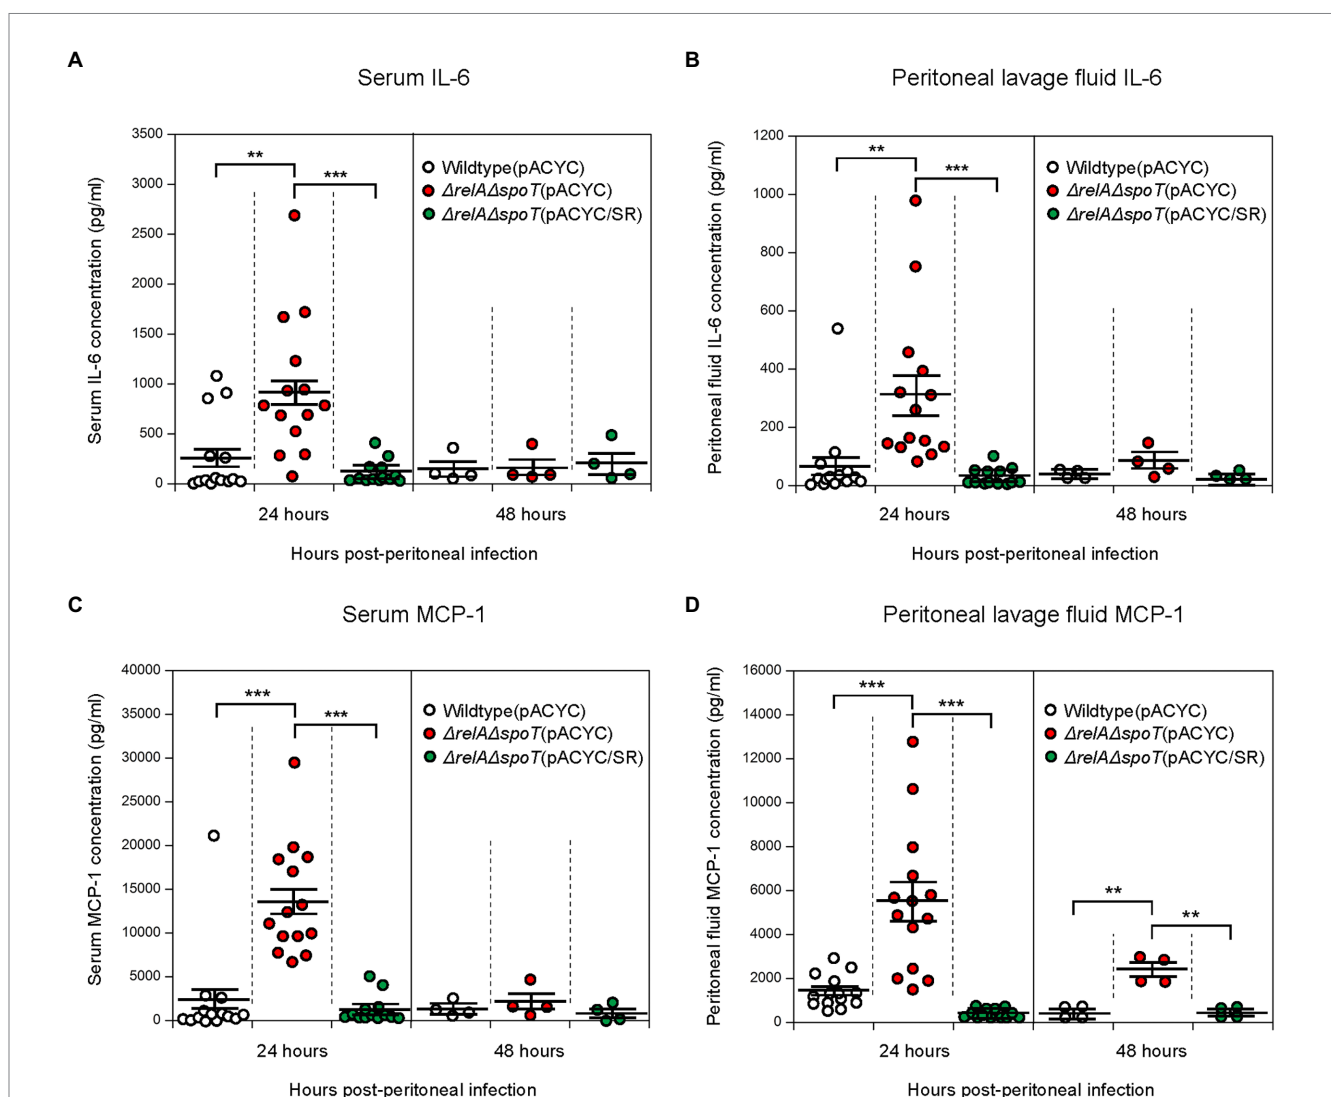 A
Serum IL-6
Serum IL-6 concentration (pg/ml)
3500
3000
2500
2000
1500
1000
500
0
**
***
Wildtype(pACYC)
ΔrelAΔspoT(pACYC)
ΔrelAΔspoT(pACYC/SR)
24 hours
48 hours
Hours post-peritoneal infection
B
Peritoneal lavage fluid IL-6
Peritoneal fluid IL-6 concentration (pg/ml)
1200
1000
800
600
400
200
0
**
***
Wildtype(pACYC)
ΔrelAΔspoT(pACYC)
ΔrelAΔspoT(pACYC/SR)
24 hours
48 hours
Hours post-peritoneal infection
C
Serum MCP-1
Serum MCP-1 concentration (pg/ml)
40000
35000
30000
25000
20000
15000
10000
5000
0
***
***
Wildtype(pACYC)
ΔrelAΔspoT(pACYC)
ΔrelAΔspoT(pACYC/SR)
24 hours
48 hours
Hours post-peritoneal infection
D
Peritoneal lavage fluid MCP-1
Peritoneal fluid MCP-1 concentration (pg/ml)
16000
14000
12000
10000
8000
6000
4000
2000
0
***
***
Wildtype(pACYC)
ΔrelAΔspoT(pACYC)
ΔrelAΔspoT(pACYC/SR)
**
**
24 hours
48 hours
Hours post-peritoneal infection